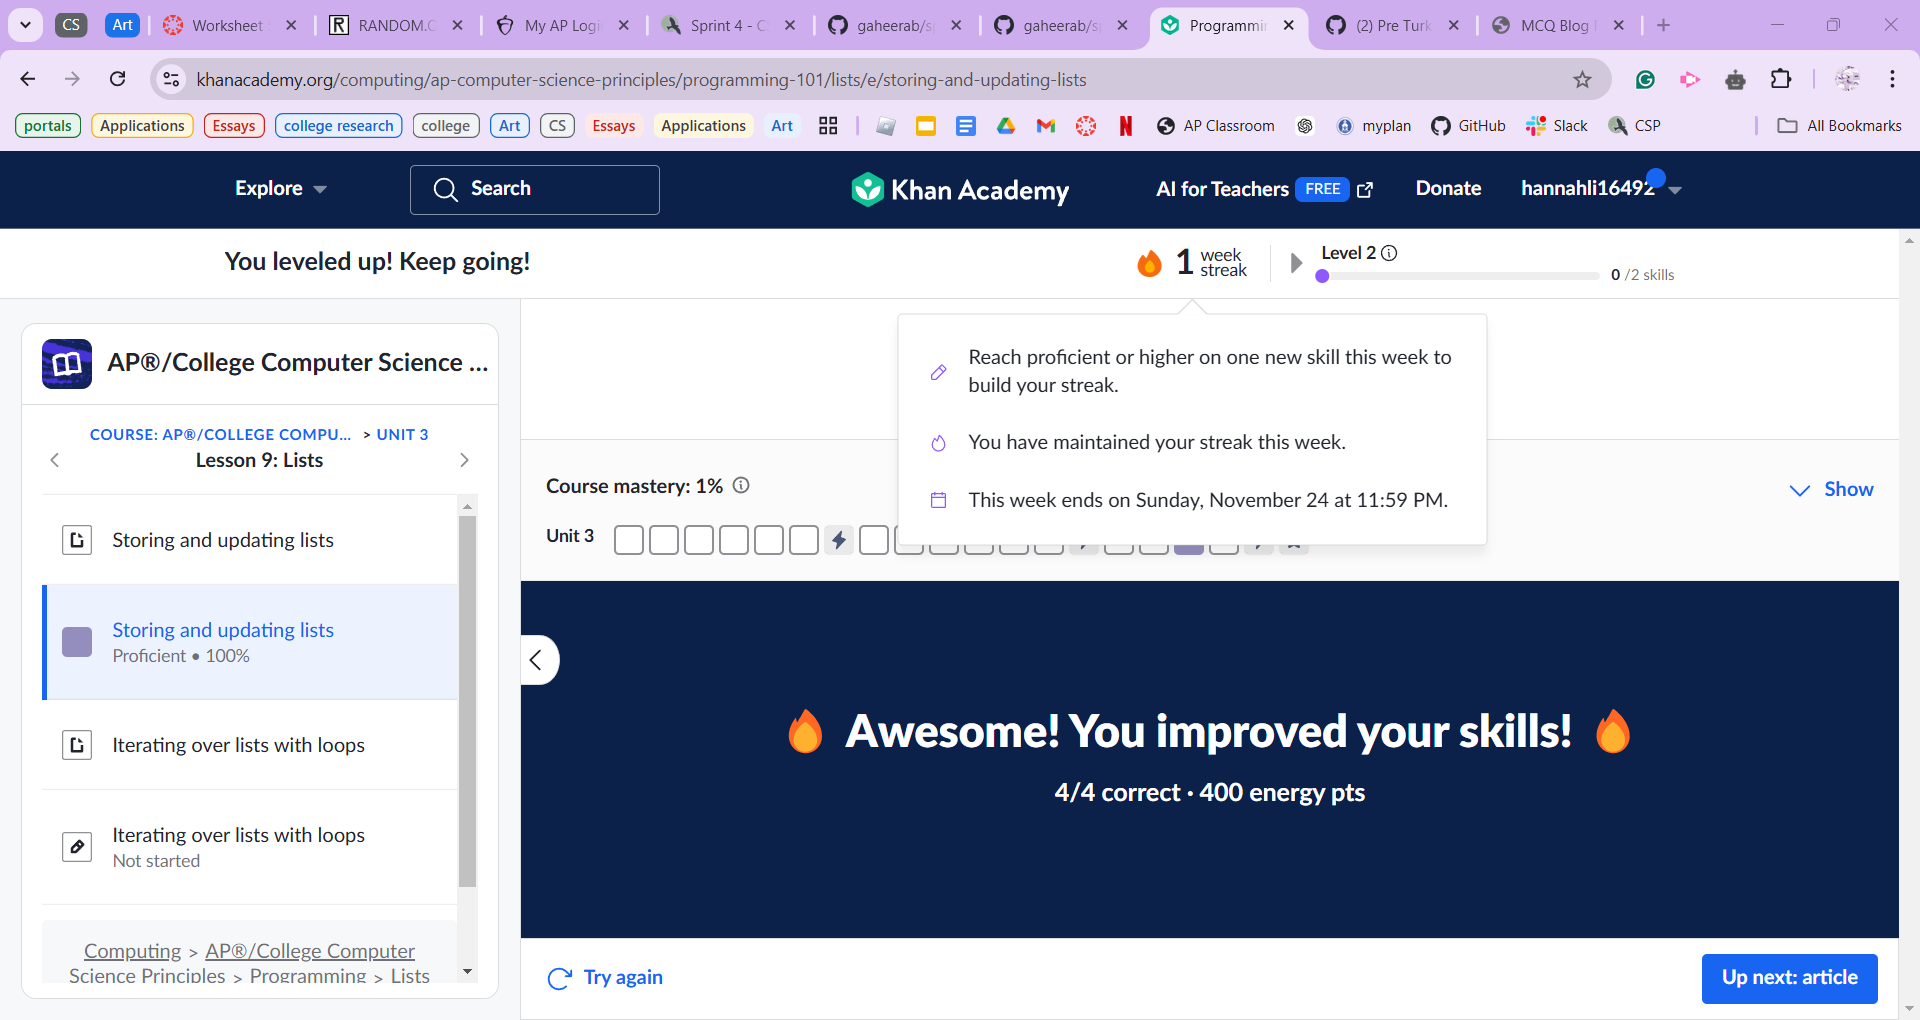 CS
Art
Worksheet
RANDOM.C
My AP Logi
Sprint 4 - C
gaheerab/sp
gaheerab/sp
Programmin
(2) Pre Turk
MCQ Blog
khanacademy.org/computing/ap-computer-science-principles/programming-101/lists/e/storing-and-updating-lists
portals
Applications
Essays
college research
college
Art
CS
Essays
Applications
Art
AP Classroom
myplan
GitHub
Slack
CSP
All Bookmarks
Explore
Search
Khan Academy
AI for Teachers FREE
Donate
hannahli16492
You leveled up! Keep going!
1 week streak
Level 2
0 /2 skills
AP®/College Computer Science ...
COURSE: AP®/COLLEGE COMPU... > UNIT 3
Lesson 9: Lists
Storing and updating lists
Storing and updating lists
Proficient • 100%
Iterating over lists with loops
Iterating over lists with loops
Not started
Computing > AP®/College Computer
Science Principles > Programming > Lists
Reach proficient or higher on one new skill this week to
build your streak.
You have maintained your streak this week.
This week ends on Sunday, November 24 at 11:59 PM.
Course mastery: 1%
Show
Unit 3
Awesome! You improved your skills!
4/4 correct · 400 energy pts
Try again
Up next: article